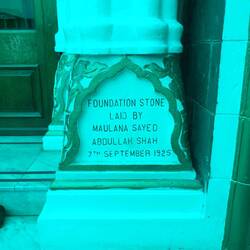 FOUNDATION STONE
LAID BY
MAULANA SAYED
ABDULLAH SHAH
7TH SEPTEMBER 1925